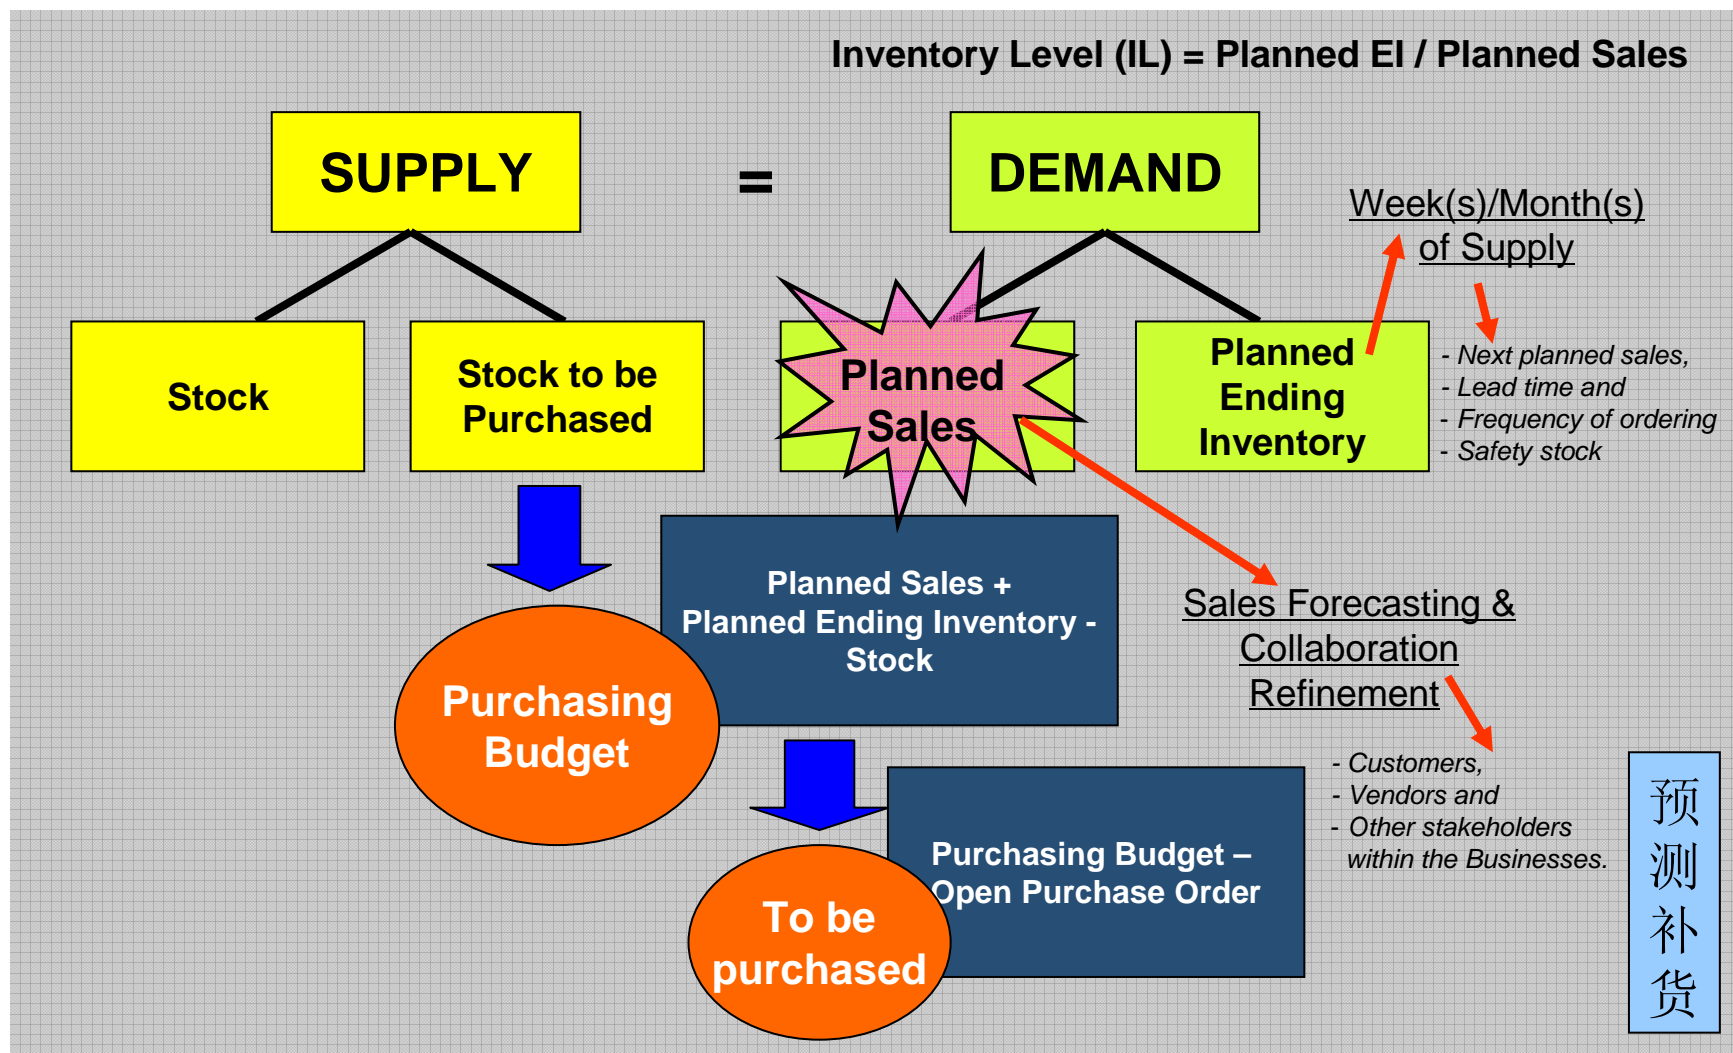 Inventory Level (IL) = Planned EI / Planned Sales
SUPPLY
=
DEMAND
Week(s)/Month(s)
of Supply
Stock
Stock to be
Purchased
Planned
Sales
Planned
Ending
Inventory
- Next planned sales,
- Lead time and
- Frequency of ordering
- Safety stock
Planned Sales +
Planned Ending Inventory -
Stock
Purchasing
Budget
Sales Forecasting &
Collaboration
Refinement
- Customers,
- Vendors and
- Other stakeholders
within the Businesses.
Purchasing Budget –
Open Purchase Order
To be
purchased
预
测
补
货